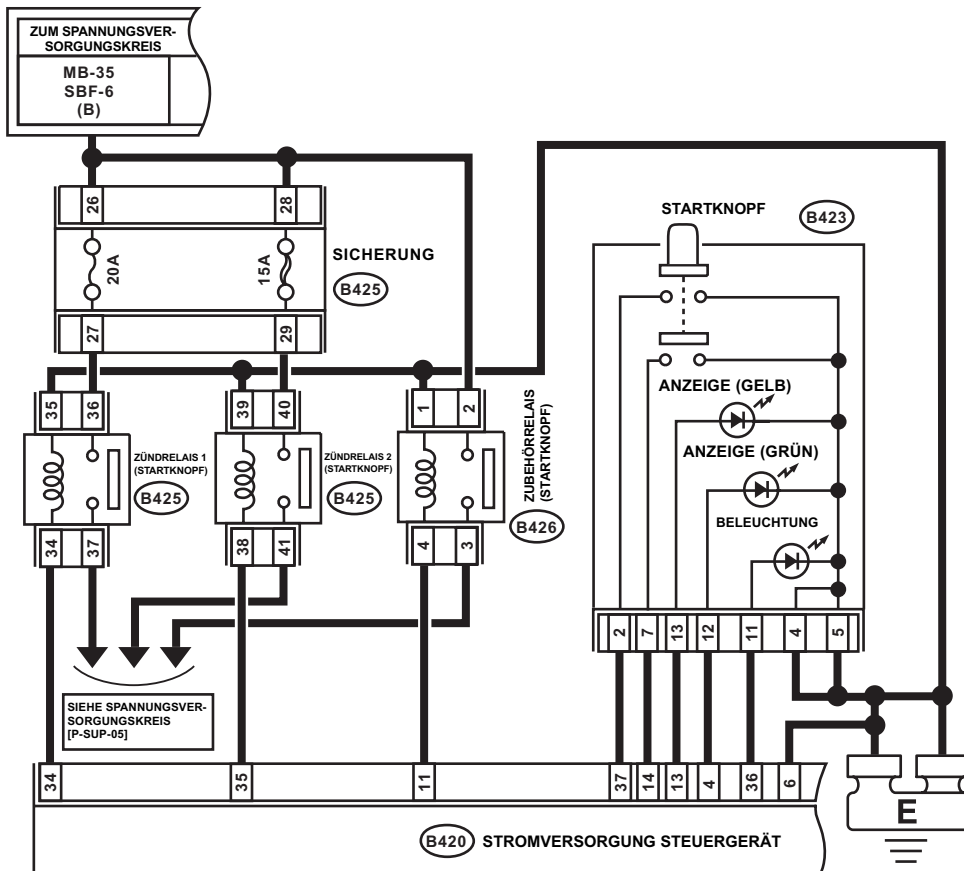 ZUM SPANNUNGSVER-
SORGUNGSKREIS
MB-35
SBF-6
(B)
26
28
20A
15A
SICHERUNG
B425
27
29
35
36
39
40
1
2
ZÜNDRELAIS 1
(STARTKNOPF)
B425
ZÜNDRELAIS 2
(STARTKNOPF)
B425
ZUBEHÖRRELAIS
(STARTKNOPF)
B426
34
37
38
41
4
3
SIEHE SPANNUNGSVER-
SORGUNGSKREIS
[P-SUP-05]
STARTKNOPF
B423
ANZEIGE (GELB)
ANZEIGE (GRÜN)
BELEUCHTUNG
2
7
13
12
11
4
5
34
35
11
37
14
13
4
36
6
E
B420 STROMVERSORGUNG STEUERGERÄT